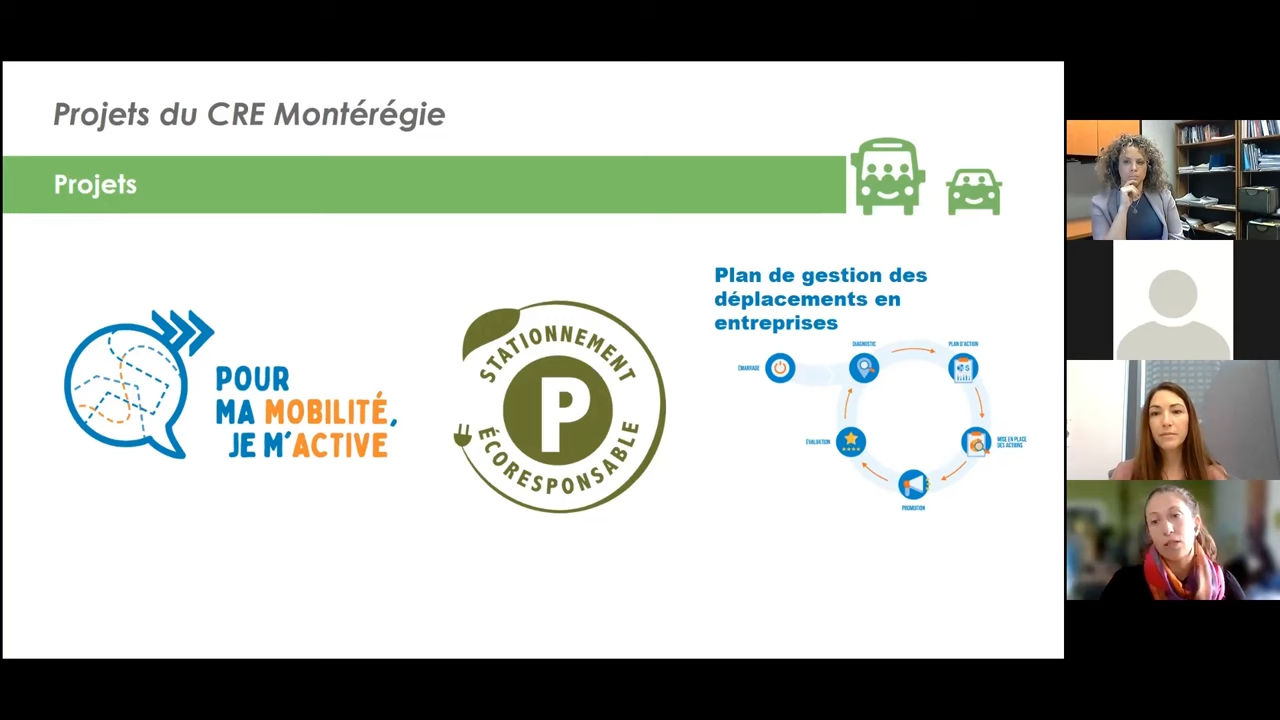 Projets du CRE Montérégie
Projets
POUR
MA MOBILITÉ,
JE M'ACTIVE
STATIONNEMENT
P
ÉCORESPONSABLE
Plan de gestion des
déplacements en
entreprises
DIAGNOSTIC
PLAN D'ACTION
ÉMARRAGE
ÉVALUATION
MISE EN PLACE
DES ACTIONS
PROMOTION